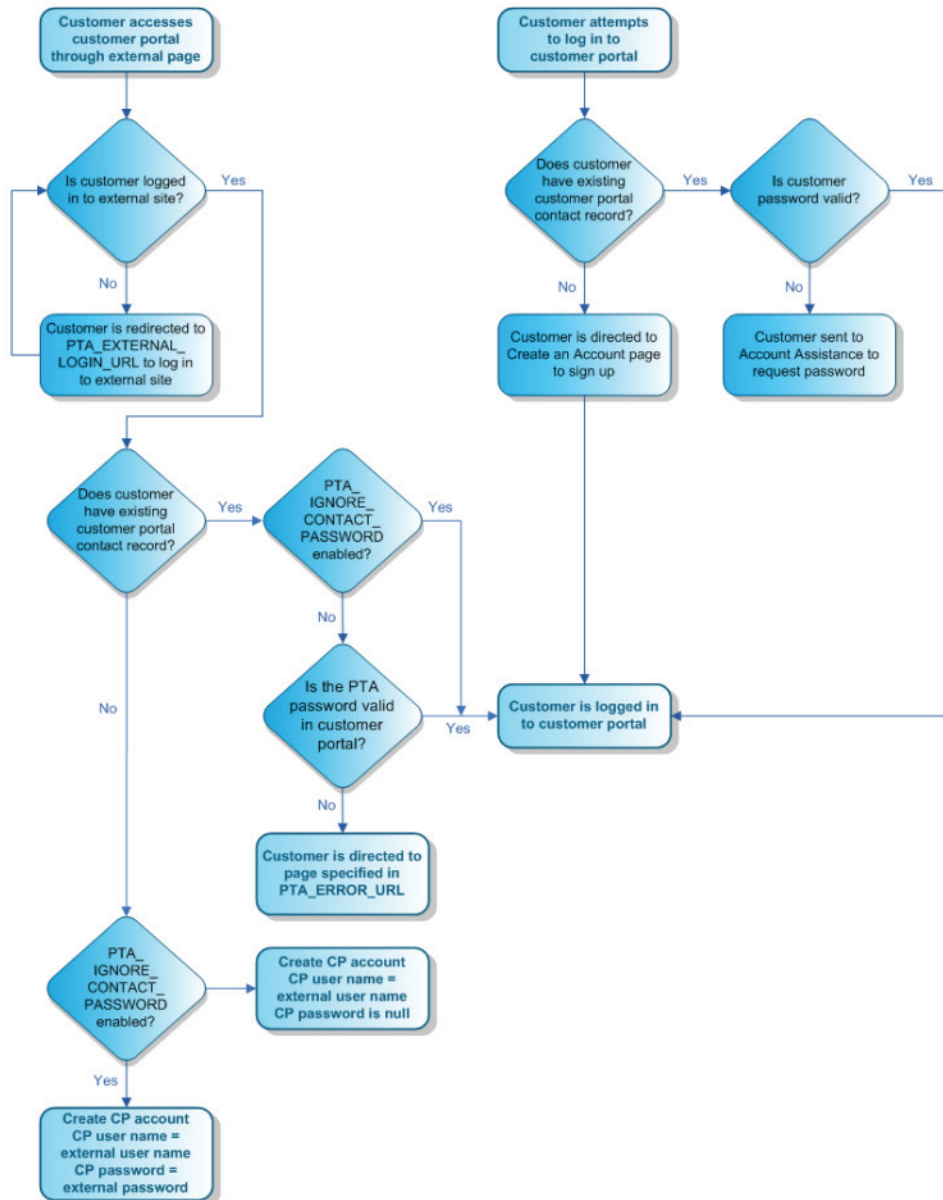 Customer accesses
customer portal
through external page
Customer attempts
to log in to
customer portal
Is customer logged
in to external site?
Yes
No
Customer is redirected to
PTA_EXTERNAL_
LOGIN_URL to log in
to external site
Does customer
have existing
customer portal
contact record?
Yes
Is customer
password valid?
Yes
No
No
Customer is directed to
Create an Account page
to sign up
Customer sent to
Account Assistance to
request password
Does customer
have existing
customer portal
contact record?
Yes
PTA_
IGNORE_
CONTACT_
PASSWORD
enabled?
Yes
No
No
Is the PTA
password valid
in customer
portal?
Yes
Customer is logged in
to customer portal
No
Customer is directed to
page specified in
PTA_ERROR_URL
PTA_
IGNORE_
CONTACT_
PASSWORD
enabled?
Create CP account
CP user name =
external user name
CP password is null
Yes
Create CP account
CP user name =
external user name
CP password =
external password